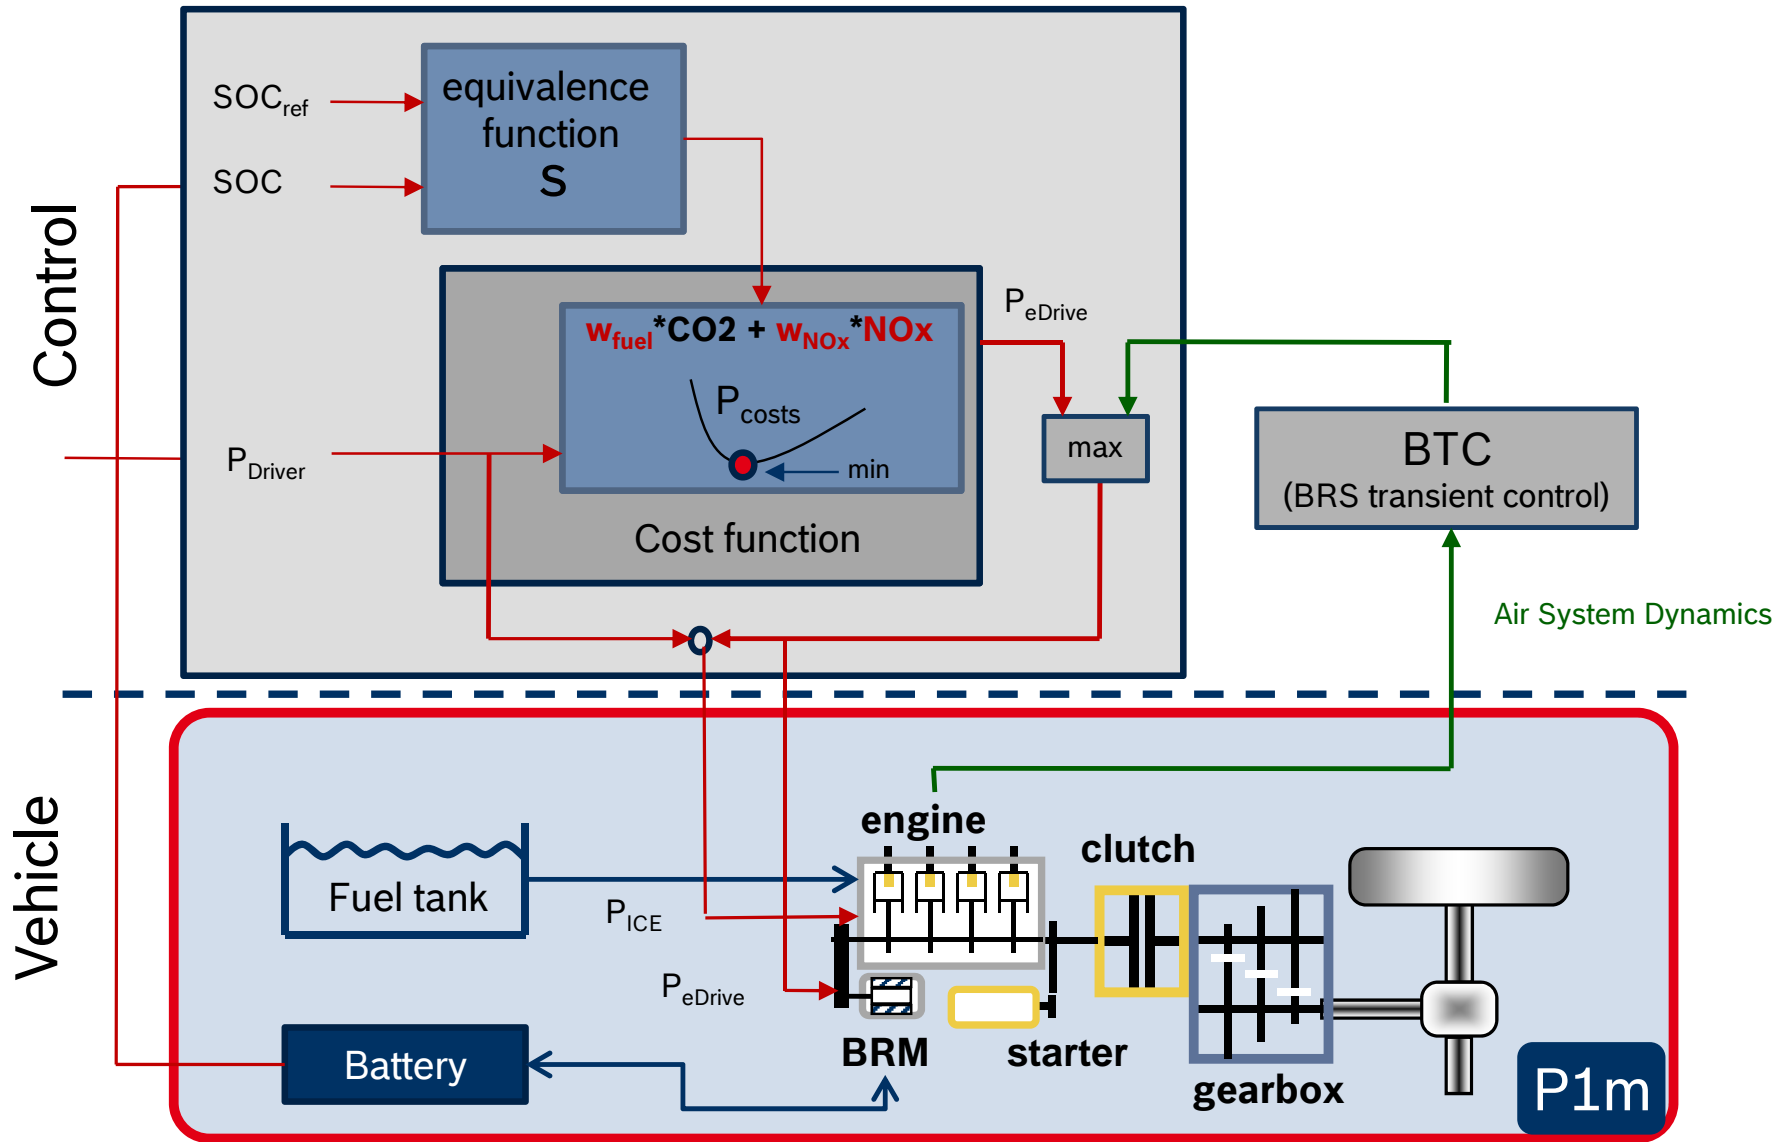 Control
SOCref
SOC
equivalence
function
S
PDriver
wfuel*CO2 + wNOx*NOx
Pcosts
min
Cost function
PeDrive
max
BTC
(BRS transient control)
Air System Dynamics
Vehicle
Fuel tank
Battery
PICE
PeDrive
engine
BRM
starter
clutch
gearbox
P1m